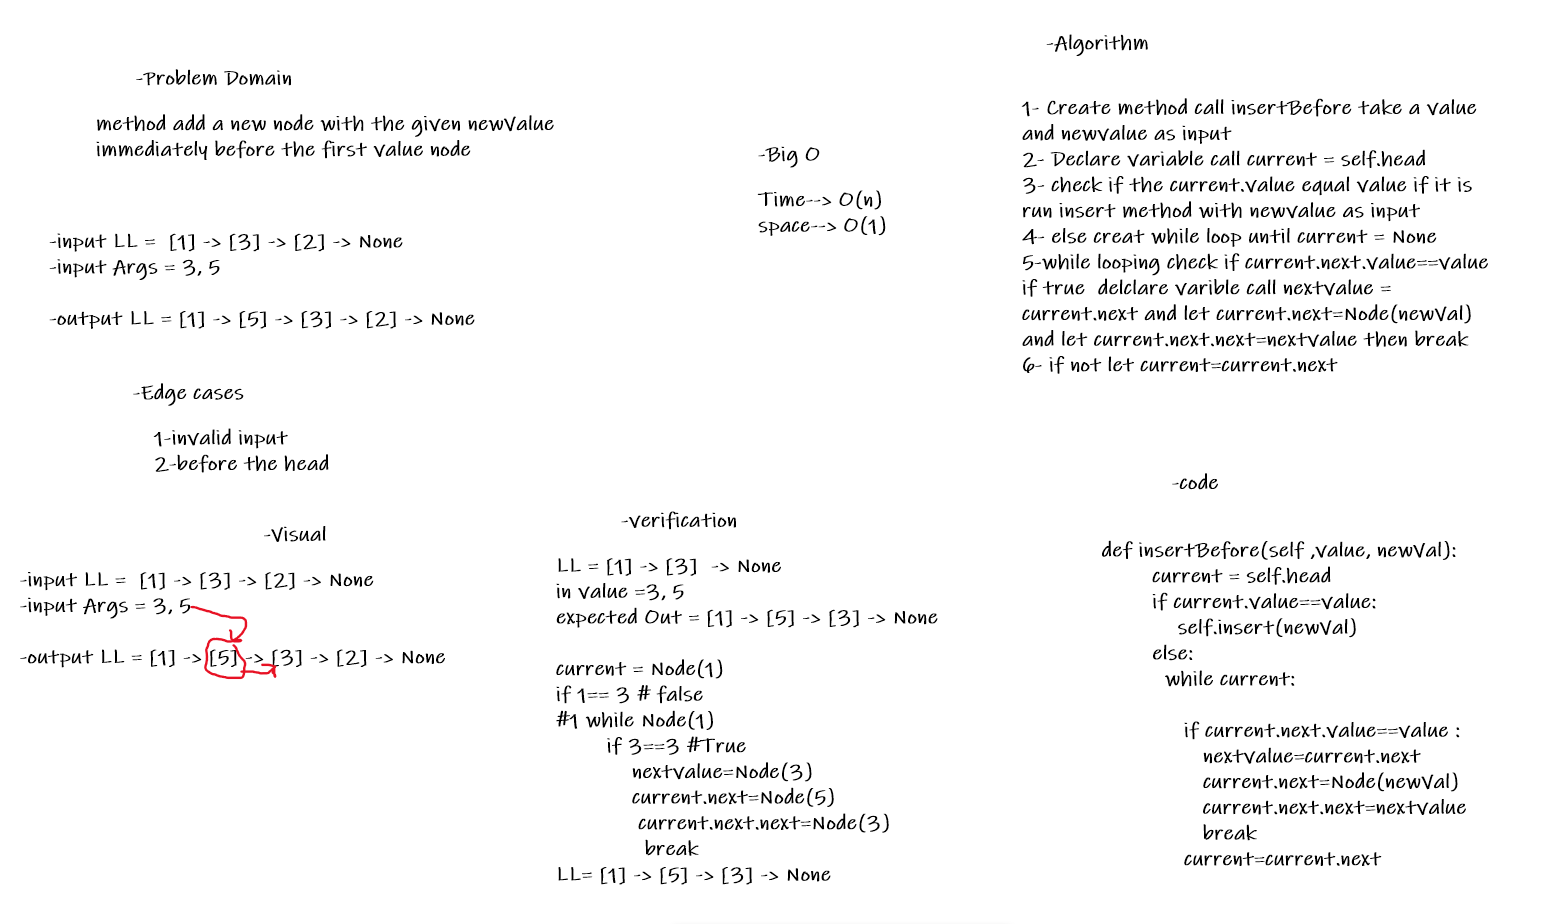 -Problem Domain
method add a new node with the given newValue
immediately before the first value node
-input LL = [1] -> [3] -> [2] -> None
-input Args = 3, 5
-output LL = [1] -> [5] -> [3] -> [2] -> None
-Edge cases
1-invalid input
2-before the head
-Visual
-input LL = [1] -> [3] -> [2] -> None
-input Args = 3, 5
-output LL = [1] -> [5] -> [3] -> [2] -> None
-Big O
Time--> O(n)
space--> O(1)
-verification
LL = [1] -> [3] -> None
in value =3, 5
expected Out = [1] -> [5] -> [3] -> None
current = Node(1)
if 1== 3 # false
#1 while Node(1)
if 3==3 #True
nextvalue=Node(3)
current.next=Node(5)
current.next.next=Node(3)
break
LL= [1] -> [5] -> [3] -> None
-Algorithm
1- Create method call insertBefore take a value
and newvalue as input
2- Declare variable call current = self.head
3- check if the current.value equal value if it is
run insert method with newvalue as input
4- else creat while loop until current = None
5-while looping check if current.next.value==value
if true delclare varible call nextvalue =
current.next and let current.next=Node(newVal)
and let current.next.next=nextvalue then break
6- if not let current=current.next
-code
def insertBefore(self ,value, newVal):
current = self.head
if current.value==value:
self.insert(newVal)
else:
while current:
if current.next.value==value :
nextvalue=current.next
current.next=Node(newVal)
current.next.next=nextvalue
break
current=current.next